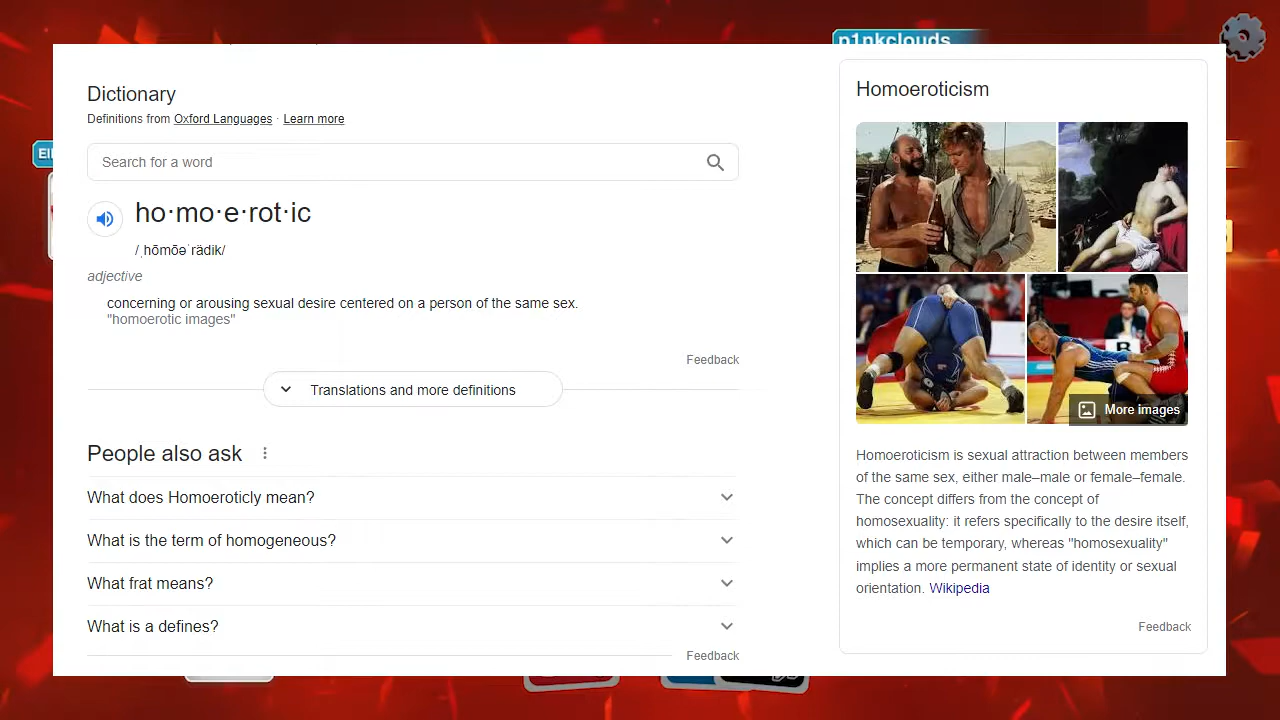 p1nkclouds
Dictionary
Definitions from Oxford Languages · Learn more
Search for a word
ho·mo·e·rot·ic
/ˌhōmōəˈrädik/
adjective
concerning or arousing sexual desire centered on a person of the same sex.
"homoerotic images"
Feedback
Translations and more definitions
People also ask
What does Homoeroticly mean?
What is the term of homogeneous?
What frat means?
What is a defines?
Feedback
Homoeroticism
B
More images
Homoeroticism is sexual attraction between members
of the same sex, either male–male or female–female.
The concept differs from the concept of
homosexuality: it refers specifically to the desire itself,
which can be temporary, whereas "homosexuality"
implies a more permanent state of identity or sexual
orientation. Wikipedia
Feedback